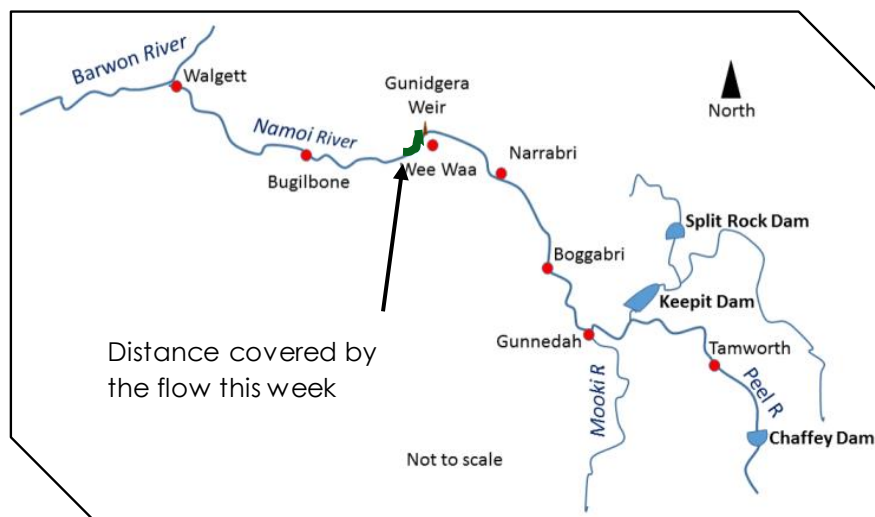 Barwon River
Walgett
Gunidgera
Weir
North
Namoi River
Bugilbone
Wee Waa
Narrabri
Split Rock Dam
Boggabri
Keepit Dam
Gunnedah
Tamworth
Distance covered by
the flow this week
Mooki R
Peel R
Chaffey Dam
Not to scale